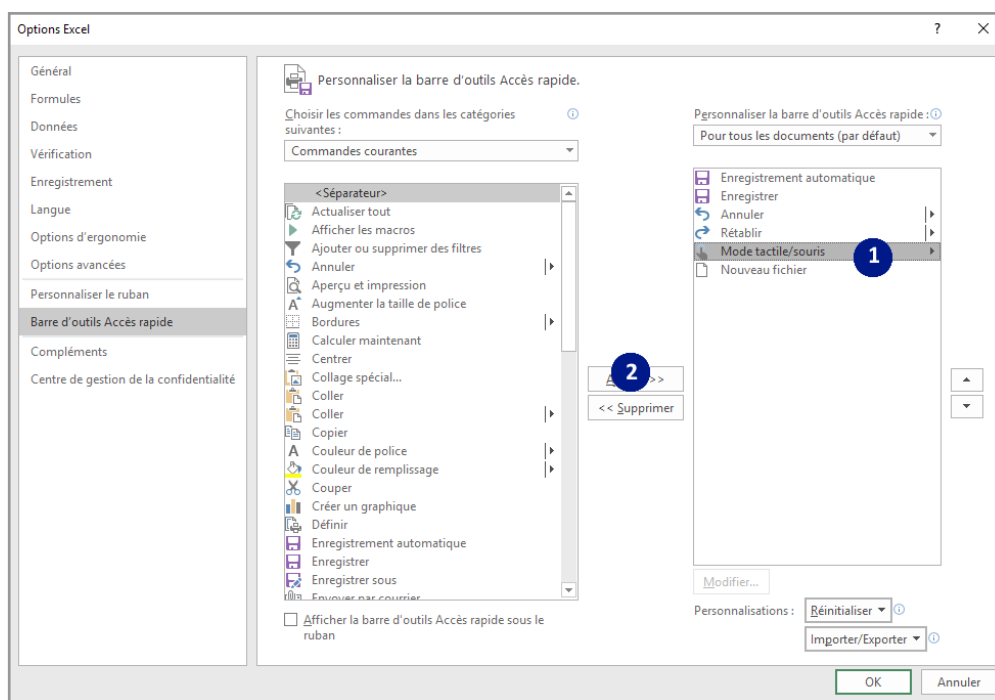 Options Excel
?
Général
Formules
Données
Vérification
Enregistrement
Langue
Options d'ergonomie
Options avancées
Personnaliser le ruban
Barre d'outils Accès rapide
Compléments
Centre de gestion de la confidentialité
Personnaliser la barre d'outils Accès rapide.
Choisir les commandes dans les catégories
suivantes :
Commandes courantes
<Séparateur>
Actualiser tout
Afficher les macros
Ajouter ou supprimer des filtres
Annuler
Aperçu et impression
Augmenter la taille de police
Bordures
Calculer maintenant
Centrer
Collage spécial...
Coller
Coller
Copier
Couleur de police
Couleur de remplissage
Couper
Créer un graphique
Définir
Enregistrement automatique
Enregistrer
Enregistrer sous
Envoyer par courrier
Afficher la barre d'outils Accès rapide sous le
ruban
2
>>
<< Supprimer
Personnaliser la barre d'outils Accès rapide :
Pour tous les documents (par défaut)
Enregistrement automatique
Enregistrer
Annuler
Rétablir
Mode tactile/souris
1
Nouveau fichier
Modifier...
Personnalisations :
Réinitialiser
Importer/Exporter
OK
Annuler